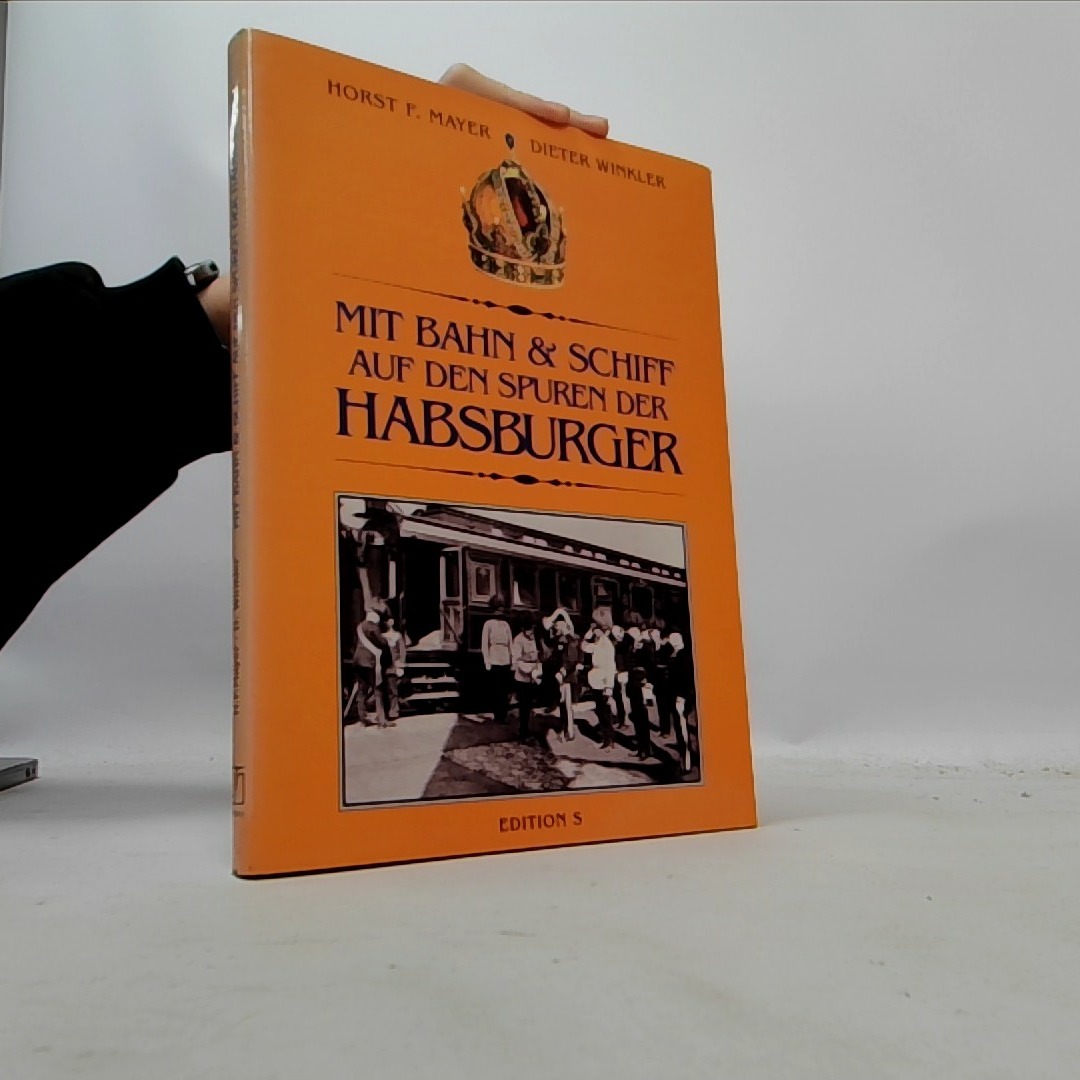 HORST F. MAYER
DIETER WINKLER
MIT BAHN & SCHIFF
AUF DEN SPUREN DER
HABSBURGER
EDITION S